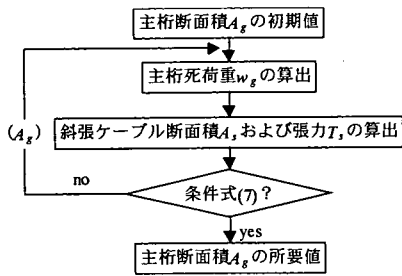 主桁断面積A_gの初期値
主桁死荷重w_gの算出
(A_g)
斜張ケーブル断面積A_sおよび張力T_sの算出
no
条件式(7)?
yes
主桁断面積A_gの所要値